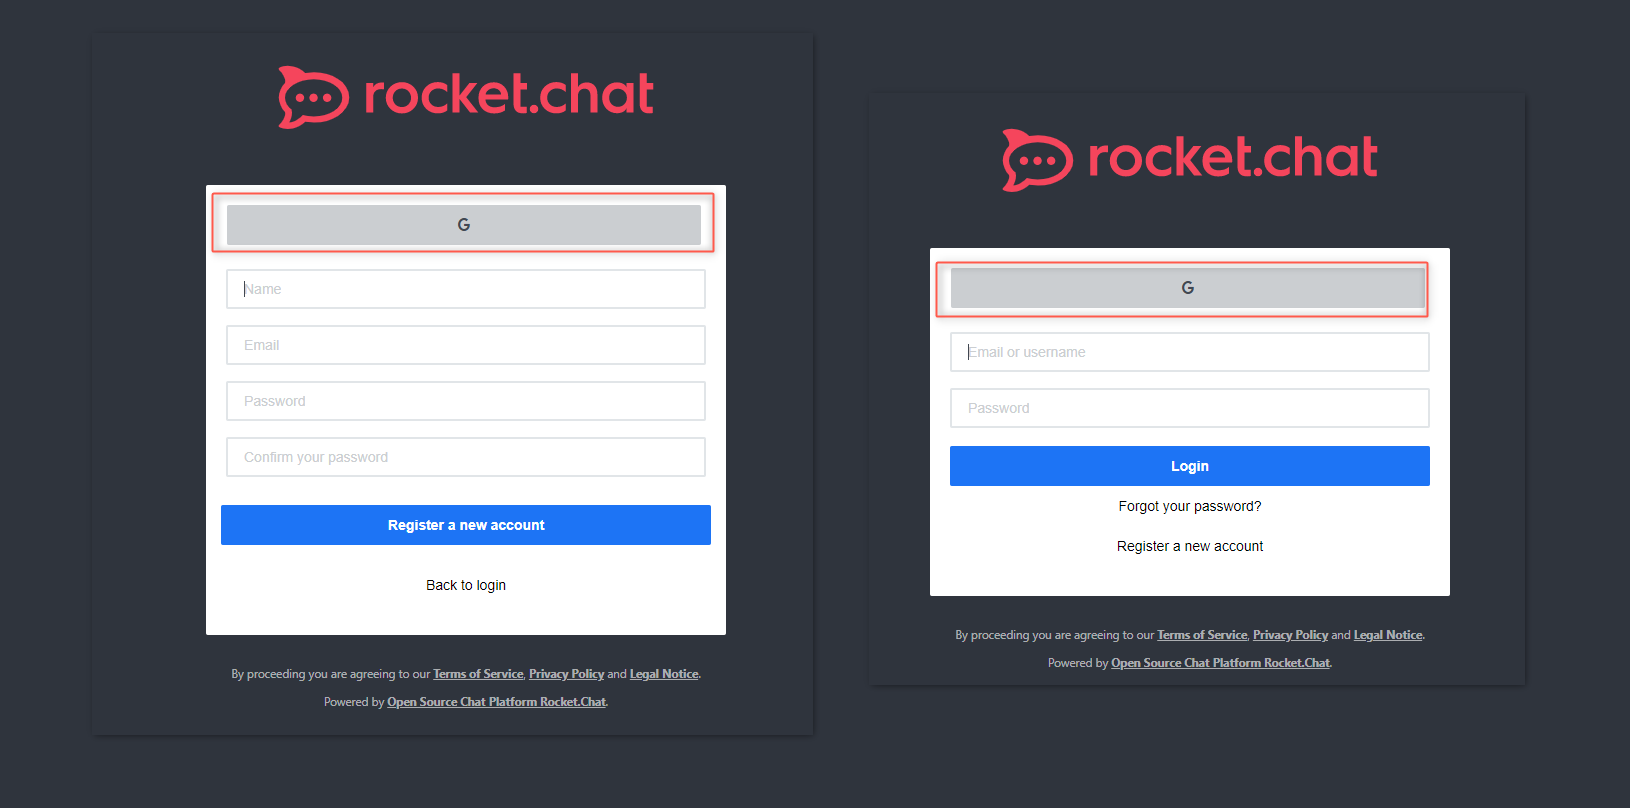 rocket.chat
G
Name
Email
Password
Confirm your password
Register a new account
Back to login
By proceeding you are agreeing to our Terms of Service, Privacy Policy and Legal Notice.
Powered by Open Source Chat Platform Rocket.Chat.
rocket.chat
G
Email or username
Password
Login
Forgot your password?
Register a new account
By proceeding you are agreeing to our Terms of Service, Privacy Policy and Legal Notice.
Powered by Open Source Chat Platform Rocket.Chat.